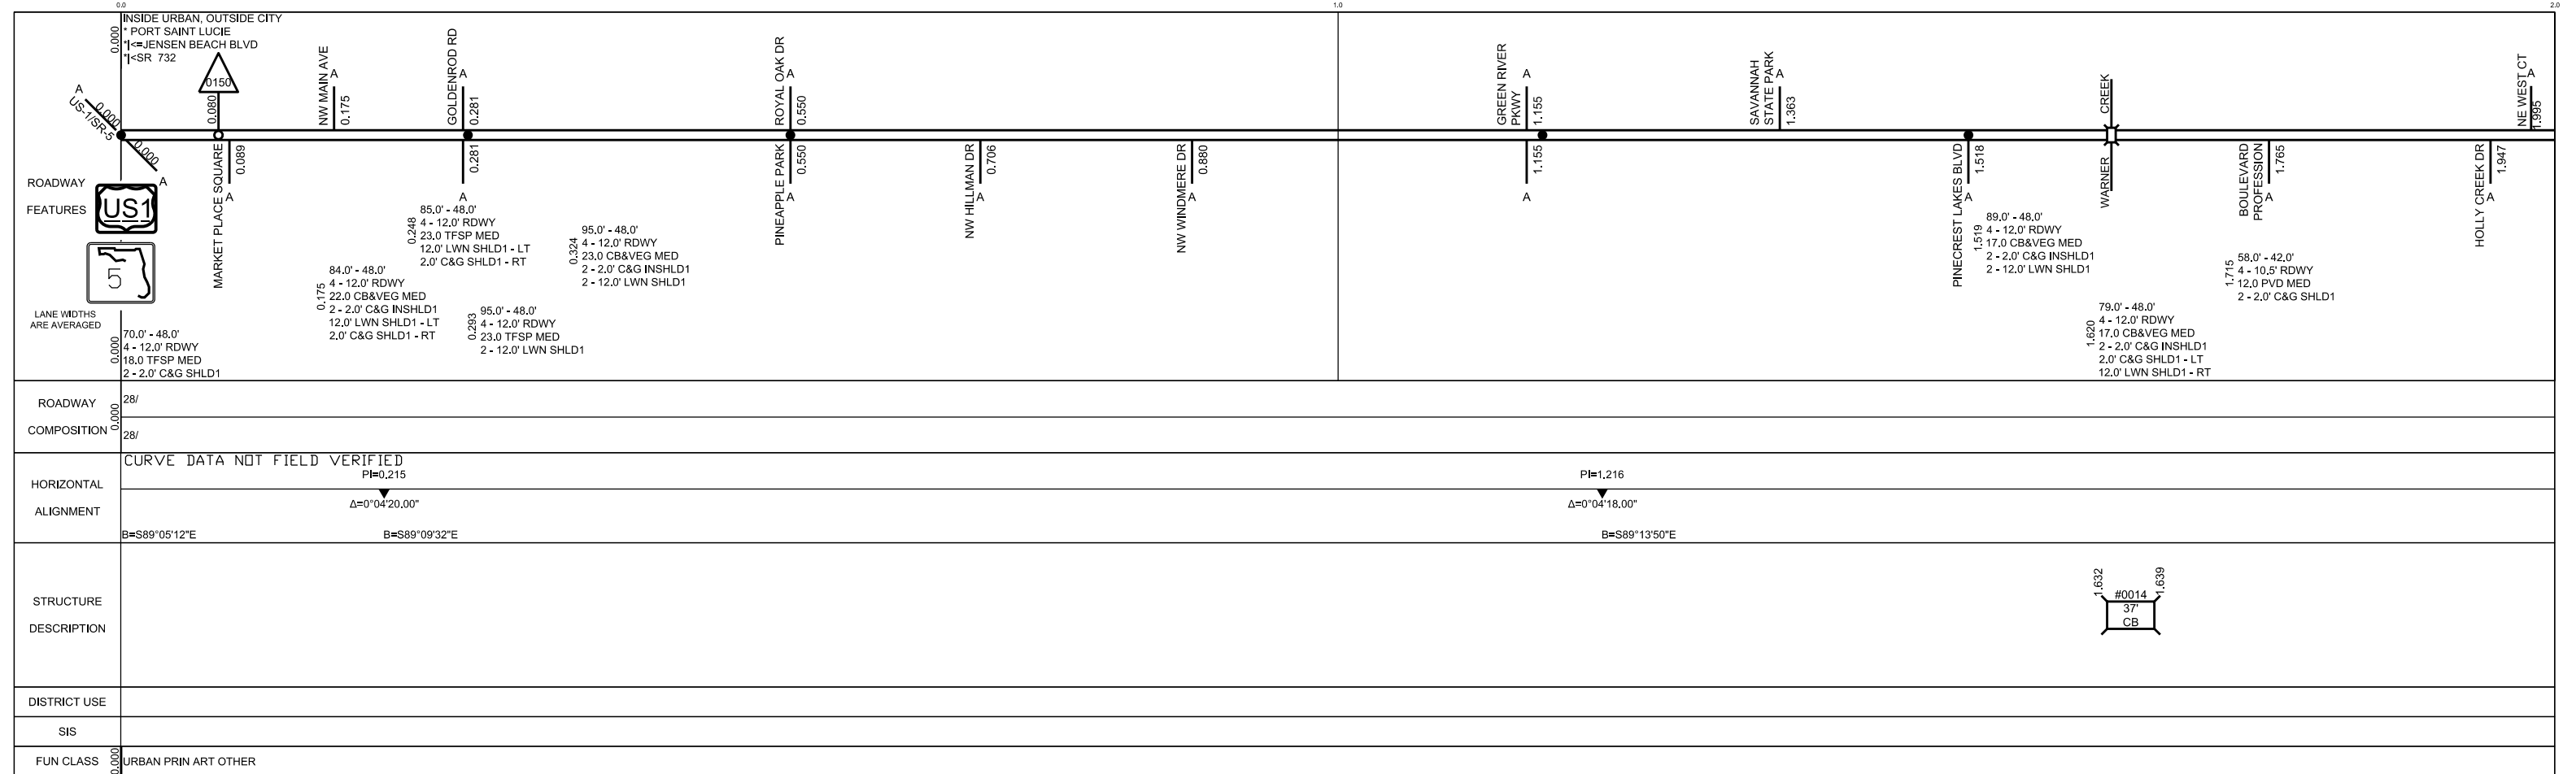 0.0
1.0
2.0
0.000
INSIDE URBAN, OUTSIDE CITY
* PORT SAINT LUCIE
*|<=JENSEN BEACH BLVD
*|<SR 732
A
0.000
US-1/SR-5
0.000
A
0150
0.080
MARKET PLACE SQUARE
0.089
A
NW MAIN AVE
A
0.175
GOLDENROD RD
A
0.281
0.281
A
ROYAL OAK DR
A
0.550
PINEAPPLE PARK
0.550
A
NW HILLMAN DR
0.706
A
NW WINDMERE DR
0.880
A
GREEN RIVER
PKWY
A
1.155
1.155
A
SAVANNAH
STATE PARK
A
1.363
PINECREST LAKES BLVD
1.518
A
CREEK
WARNER
BOULEVARD
PROFESSION
1.765
A
HOLLY CREEK DR
1.947
A
NE WEST CT
A
1.995
ROADWAY
FEATURES
US1
5
LANE WIDTHS
ARE AVERAGED
0.000
70.0' - 48.0'
4 - 12.0' RDWY
18.0 TFSP MED
2 - 2.0' C&G SHLD1
0.175
84.0' - 48.0'
4 - 12.0' RDWY
22.0 CB&VEG MED
2 - 2.0' C&G INSHLD1
12.0' LWN SHLD1 - LT
2.0' C&G SHLD1 - RT
0.248
85.0' - 48.0'
4 - 12.0' RDWY
23.0 TFSP MED
12.0' LWN SHLD1 - LT
2.0' C&G SHLD1 - RT
0.293
95.0' - 48.0'
4 - 12.0' RDWY
23.0 TFSP MED
2 - 12.0' LWN SHLD1
0.324
95.0' - 48.0'
4 - 12.0' RDWY
23.0 CB&VEG MED
2 - 2.0' C&G INSHLD1
2 - 12.0' LWN SHLD1
1.519
89.0' - 48.0'
4 - 12.0' RDWY
17.0 CB&VEG MED
2 - 2.0' C&G INSHLD1
2 - 12.0' LWN SHLD1
1.620
79.0' - 48.0'
4 - 12.0' RDWY
17.0 CB&VEG MED
2 - 2.0' C&G INSHLD1
2.0' C&G SHLD1 - LT
12.0' LWN SHLD1 - RT
1.715
58.0' - 42.0'
4 - 10.5' RDWY
12.0 PVD MED
2 - 2.0' C&G SHLD1
ROADWAY
COMPOSITION
0.000
28/
28/
HORIZONTAL
ALIGNMENT
CURVE DATA NOT FIELD VERIFIED
PI=0.215
Δ=0°04'20.00"
PI=1.216
Δ=0°04'18.00"
B=S89°05'12"E
B=S89°09'32"E
B=S89°13'50"E
STRUCTURE
DESCRIPTION
1.632
#0014
1.639
37'
CB
DISTRICT USE
SIS
FUN CLASS
0.000
URBAN PRIN ART OTHER